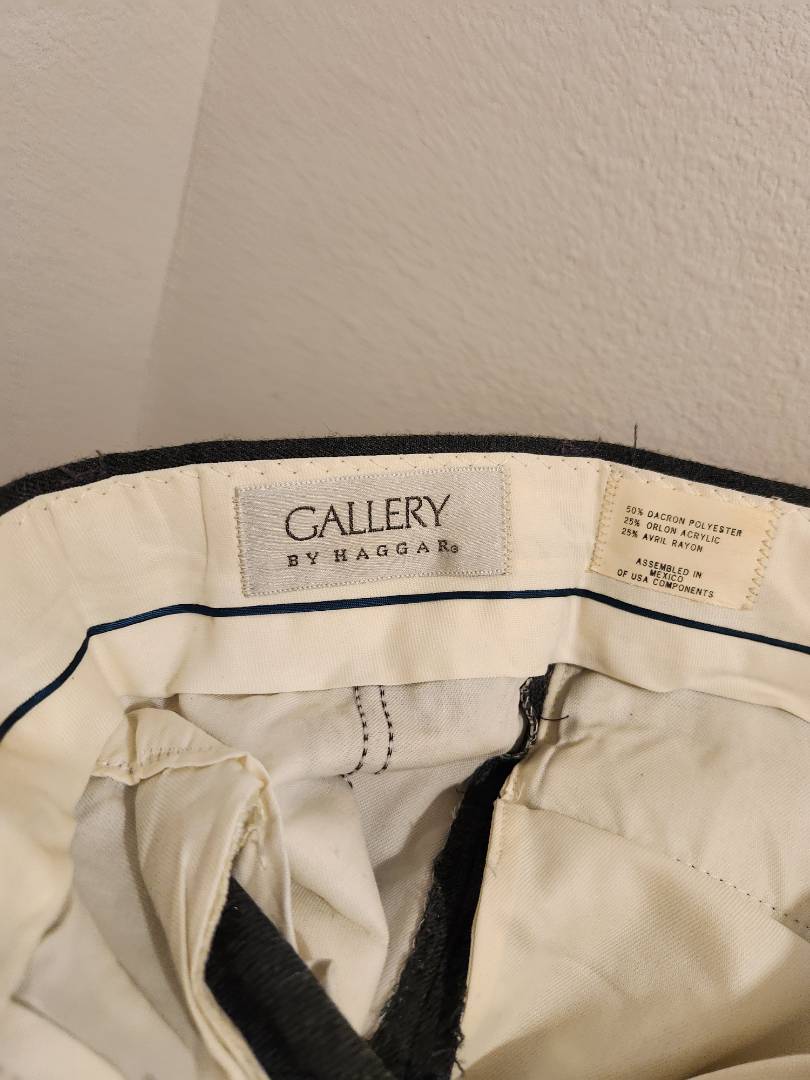 GALLERY
BY HAGGAR®
50% DACRON POLYESTER
25% ORLON ACRYLIC
25% AVRIL RAYON
ASSEMBLED IN
MEXICO
OF USA COMPONENTS